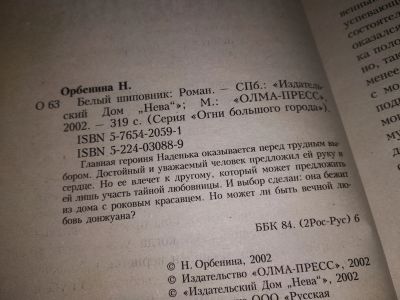 Орбенина Н.
О 63 Белый шиповник: Роман. — СПб.: «Издатель-
ский Дом „Нева“»; М.: «ОЛМА-ПРЕСС»,
2002. — 319 с. (Серия «Огни большого города»).
ISBN 5-7654-2059-1
ISBN 5-224-03088-9
Главная героиня Наденька оказывается перед трудным вы-
бором. Достойный и уважаемый человек предложил ей руку и
сердце. Но ее влечет к другому, который может предложить
ей лишь участь тайной любовницы. И выбор сделан: она бежит
из дома с роковым красавцем. Но может ли быть вечной лю-
бовь донжуана?
ББК 84. (2Рос-Рус) 6
© Н. Орбенина, 2002
© Издательство «ОЛМА-ПРЕСС», 2002
© «Издательский Дом „Нева“», 2002
ООО «Русская